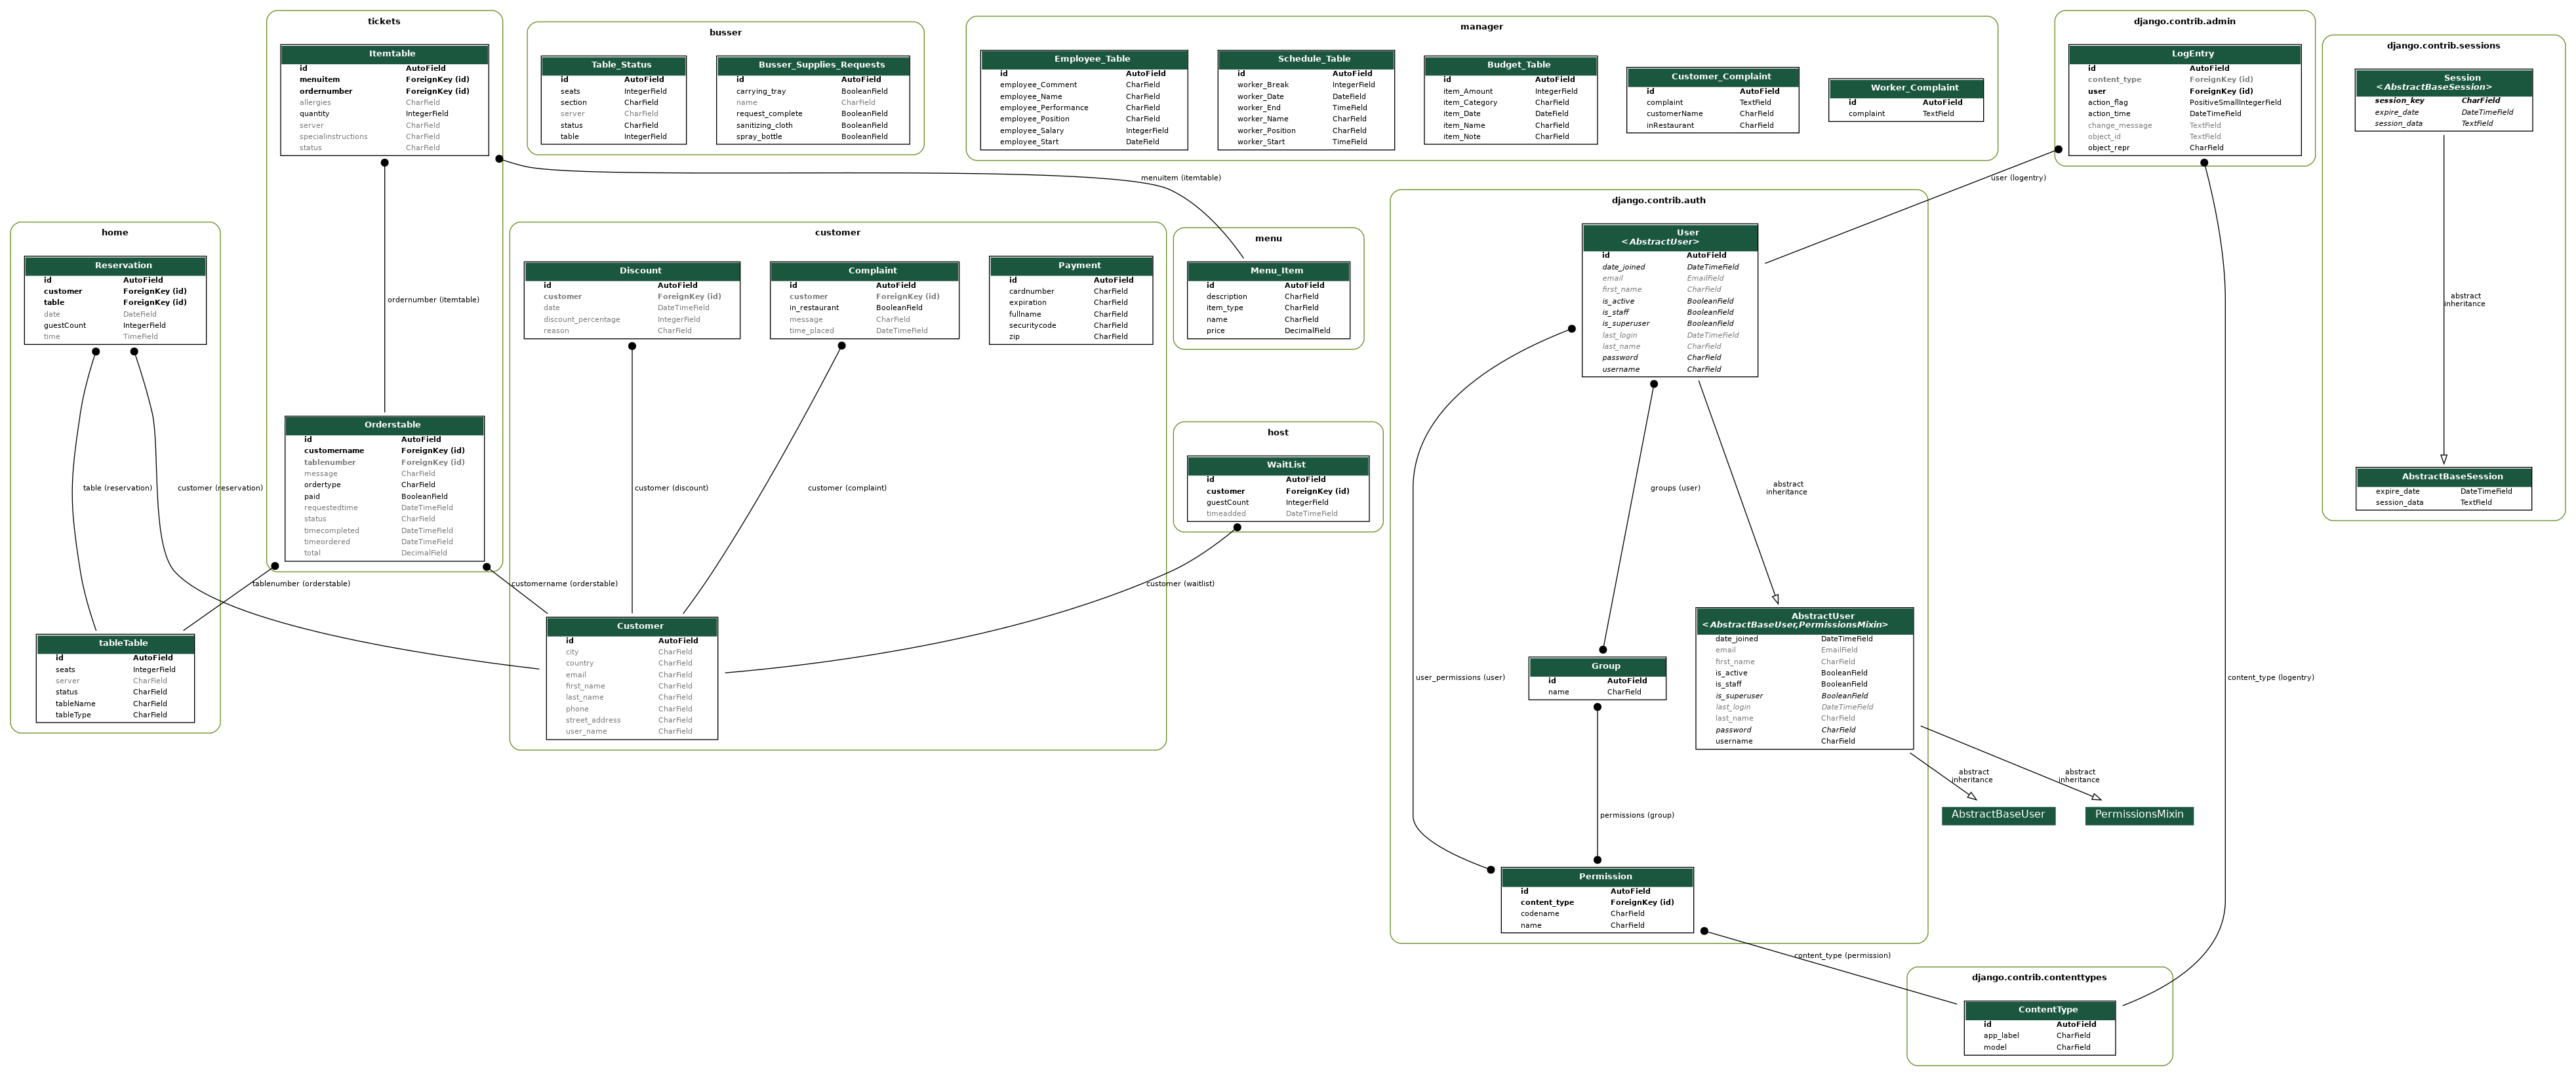 tickets
Itemtable
id AutoField
menuitem ForeignKey (id)
ordernumber ForeignKey (id)
allergies CharField
quantity IntegerField
server CharField
specialinstructions CharField
status CharField
ordernumber (itemtable)
menuitem (itemtable)
Orderstable
id AutoField
customername ForeignKey (id)
tablenumber ForeignKey (id)
message CharField
ordertype CharField
paid BooleanField
requestedtime DateTimeField
status CharField
timecompleted DateTimeField
timeordered DateTimeField
total DecimalField
tablenumber (orderstable)
customername (orderstable)
busser
Table_Status
id AutoField
seats IntegerField
section CharField
server CharField
status CharField
table IntegerField
Busser_Supplies_Requests
id AutoField
carrying_tray BooleanField
name CharField
request_complete BooleanField
sanitizing_cloth BooleanField
spray_bottle BooleanField
manager
Employee_Table
id AutoField
employee_Comment CharField
employee_Name CharField
employee_Performance CharField
employee_Position CharField
employee_Salary IntegerField
employee_Start DateField
Schedule_Table
id AutoField
worker_Break IntegerField
worker_Date DateField
worker_End TimeField
worker_Name CharField
worker_Position CharField
worker_Start TimeField
Budget_Table
id AutoField
item_Amount IntegerField
item_Category CharField
item_Date DateField
item_Name CharField
item_Note CharField
Customer_Complaint
id AutoField
complaint TextField
customerName CharField
inRestaurant CharField
Worker_Complaint
id AutoField
complaint TextField
django.contrib.admin
LogEntry
id AutoField
content_type ForeignKey (id)
user ForeignKey (id)
action_flag PositiveSmallIntegerField
action_time DateTimeField
change_message TextField
object_id TextField
object_repr CharField
user (logentry)
content_type (logentry)
django.contrib.sessions
Session
<AbstractBaseSession>
session_key CharField
expire_date DateTimeField
session_data TextField
abstract
inheritance
AbstractBaseSession
expire_date DateTimeField
session_data TextField
home
Reservation
id AutoField
customer ForeignKey (id)
table ForeignKey (id)
date DateField
guestCount IntegerField
time TimeField
table (reservation)
customer (reservation)
tableTable
id AutoField
seats IntegerField
server CharField
status CharField
tableName CharField
tableType CharField
customer
Discount
id AutoField
customer ForeignKey (id)
date DateTimeField
discount_percentage IntegerField
reason CharField
Complaint
id AutoField
customer ForeignKey (id)
in_restaurant BooleanField
message CharField
time_placed DateTimeField
Payment
id AutoField
cardnumber CharField
expiration CharField
fullname CharField
securitycode CharField
zip CharField
customer (discount)
customer (complaint)
Customer
id AutoField
city CharField
country CharField
email CharField
first_name CharField
last_name CharField
phone CharField
street_address CharField
user_name CharField
menu
Menu_Item
id AutoField
description CharField
item_type CharField
name CharField
price DecimalField
host
WaitList
id AutoField
customer ForeignKey (id)
guestCount IntegerField
timeadded DateTimeField
customer (waitlist)
django.contrib.auth
User
<AbstractUser>
id AutoField
date_joined DateTimeField
email EmailField
first_name CharField
is_active BooleanField
is_staff BooleanField
is_superuser BooleanField
last_login DateTimeField
last_name CharField
password CharField
username CharField
groups (user)
abstract
inheritance
user_permissions (user)
AbstractUser
<AbstractBaseUser,PermissionsMixin>
date_joined DateTimeField
email EmailField
first_name CharField
is_active BooleanField
is_staff BooleanField
is_superuser BooleanField
last_login DateTimeField
last_name CharField
password CharField
username CharField
Group
id AutoField
name CharField
permissions (group)
abstract
inheritance
abstract
inheritance
AbstractBaseUser
PermissionsMixin
Permission
id AutoField
content_type ForeignKey (id)
codename CharField
name CharField
content_type (permission)
django.contrib.contenttypes
ContentType
id AutoField
app_label CharField
model CharField